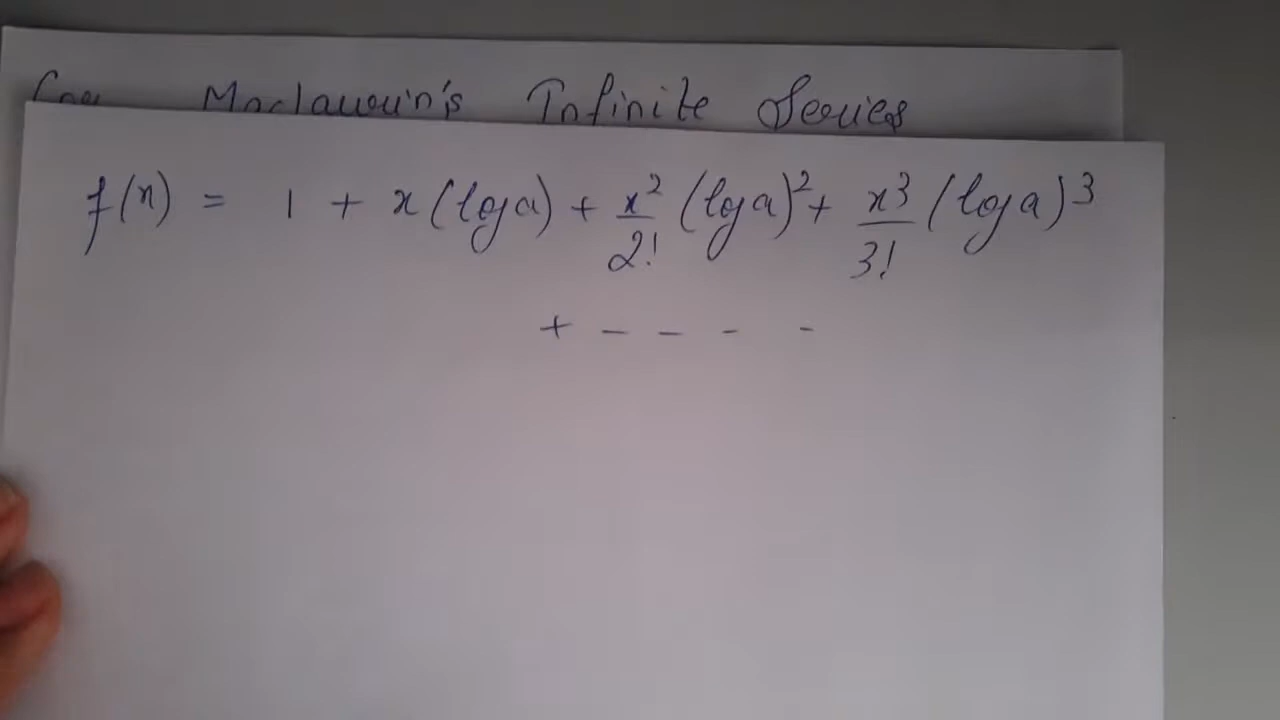 Maclaurin's Infinite Series
f(x) = 1 + x (log a) + x²/2! (log a)² + x³/3! (log a)³
+ - - - -